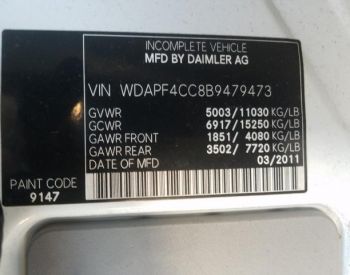 INCOMPLETE VEHICLE
MFD BY DAIMLER AG
VIN WDAPF4CC8B9479473
GVWR 5003/11030 KG/LB
GCWR 6917/15250 KG/LB
GAWR FRONT 1851/ 4080 KG/LB
GAWR REAR 3502/ 7720 KG/LB
DATE OF MFD 03/2011
PAINT CODE
9147